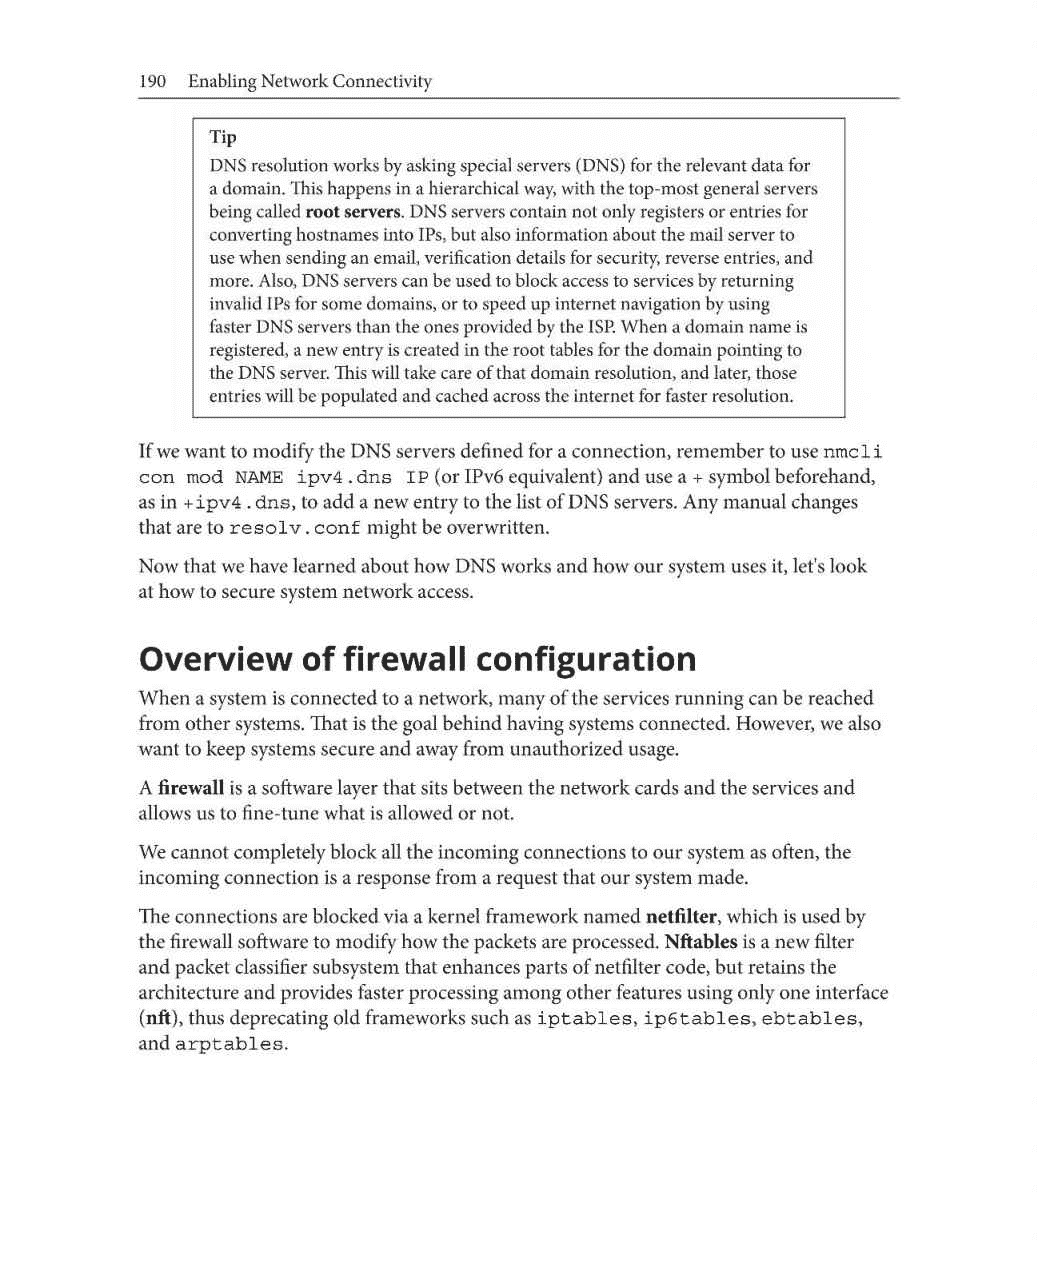 190 Enabling Network Connectivity
Tip
DNS resolution works by asking special servers (DNS) for the relevant data for
a domain. This happens in a hierarchical way, with the top-most general servers
being called root servers. DNS servers contain not only registers or entries for
converting hostnames into IPs, but also information about the mail server to
use when sending an email, verification details for security, reverse entries, and
more. Also, DNS servers can be used to block access to services by returning
invalid IPs for some domains, or to speed up internet navigation by using
faster DNS servers than the ones provided by the ISP. When a domain name is
registered, a new entry is created in the root tables for the domain pointing to
the DNS server. This will take care of that domain resolution, and later, those
entries will be populated and cached across the internet for faster resolution.
If we want to modify the DNS servers defined for a connection, remember to use nmcli
con mod NAME ipv4.dns IP (or IPv6 equivalent) and use a + symbol beforehand,
as in +ipv4.dns, to add a new entry to the list of DNS servers. Any manual changes
that are to resolv.conf might be overwritten.
Now that we have learned about how DNS works and how our system uses it, let's look
at how to secure system network access.
Overview of firewall configuration
When a system is connected to a network, many of the services running can be reached
from other systems. That is the goal behind having systems connected. However, we also
want to keep systems secure and away from unauthorized usage.
A firewall is a software layer that sits between the network cards and the services and
allows us to fine-tune what is allowed or not.
We cannot completely block all the incoming connections to our system as often, the
incoming connection is a response from a request that our system made.
The connections are blocked via a kernel framework named netfilter, which is used by
the firewall software to modify how the packets are processed. Nftables is a new filter
and packet classifier subsystem that enhances parts of netfilter code, but retains the
architecture and provides faster processing among other features using only one interface
(nft), thus deprecating old frameworks such as iptables, ip6tables, ebtables,
and arptables.